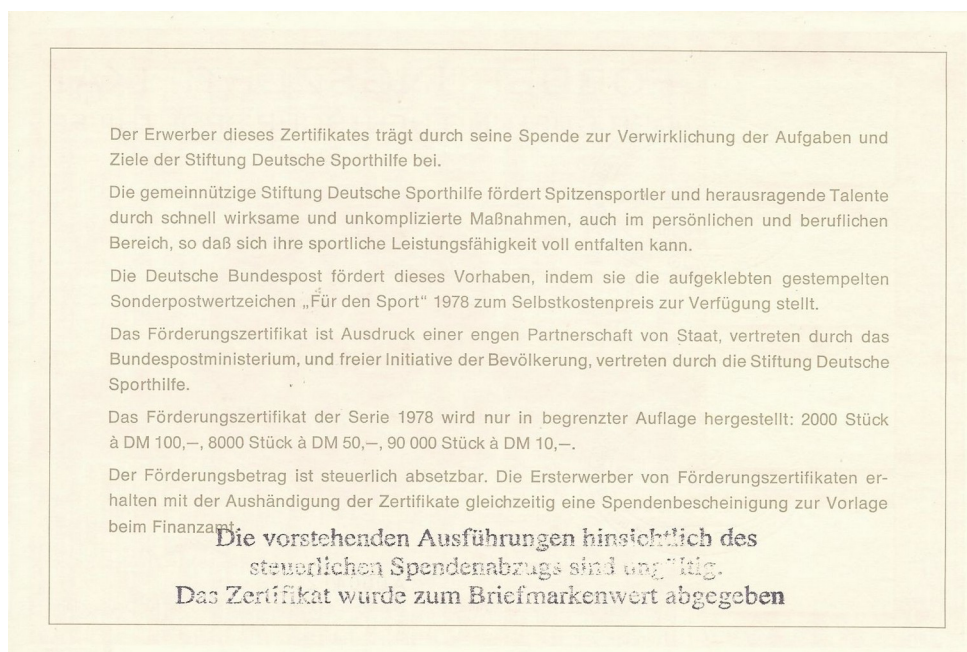 Der Erwerber dieses Zertifikates trägt durch seine Spende zur Verwirklichung der Aufgaben und
Ziele der Stiftung Deutsche Sporthilfe bei.
Die gemeinnützige Stiftung Deutsche Sporthilfe fördert Spitzensportler und herausragende Talente
durch schnell wirksame und unkomplizierte Maßnahmen, auch im persönlichen und beruflichen
Bereich, so daß sich ihre sportliche Leistungsfähigkeit voll entfalten kann.
Die Deutsche Bundespost fördert dieses Vorhaben, indem sie die aufgeklebten gestempelten
Sonderpostwertzeichen „Für den Sport“ 1978 zum Selbstkostenpreis zur Verfügung stellt.
Das Förderungszertifikat ist Ausdruck einer engen Partnerschaft von Staat, vertreten durch das
Bundespostministerium, und freier Initiative der Bevölkerung, vertreten durch die Stiftung Deutsche
Sporthilfe.
Das Förderungszertifikat der Serie 1978 wird nur in begrenzter Auflage hergestellt: 2000 Stück
à DM 100,—, 8000 Stück à DM 50,—, 90 000 Stück à DM 10,—.
Der Förderungsbetrag ist steuerlich absetzbar. Die Ersterwerber von Förderungszertifikaten er-
halten mit der Aushändigung der Zertifikate gleichzeitig eine Spendenbescheinigung zur Vorlage
beim Finanzamt.
Die vorstehenden Ausführungen hinsichtlich des
steuerlichen Spendenabzugs sind ungültig.
Das Zertifikat wurde zum Briefmarkenwert abgegeben